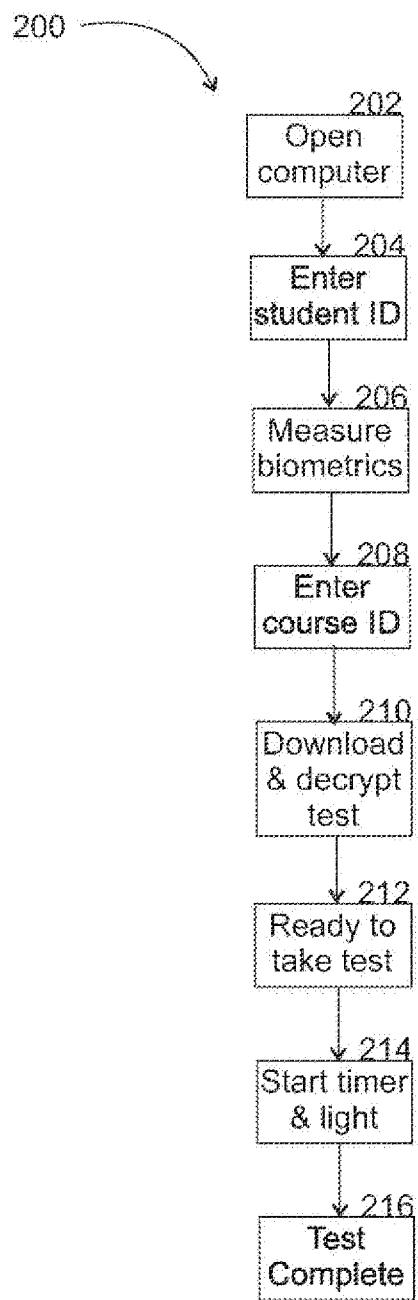 200
202
Open
computer
204
Enter
student ID
206
Measure
biometrics
208
Enter
course ID
210
Download
& decrypt
test
212
Ready to
take test
214
Start timer
& light
216
Test
Complete